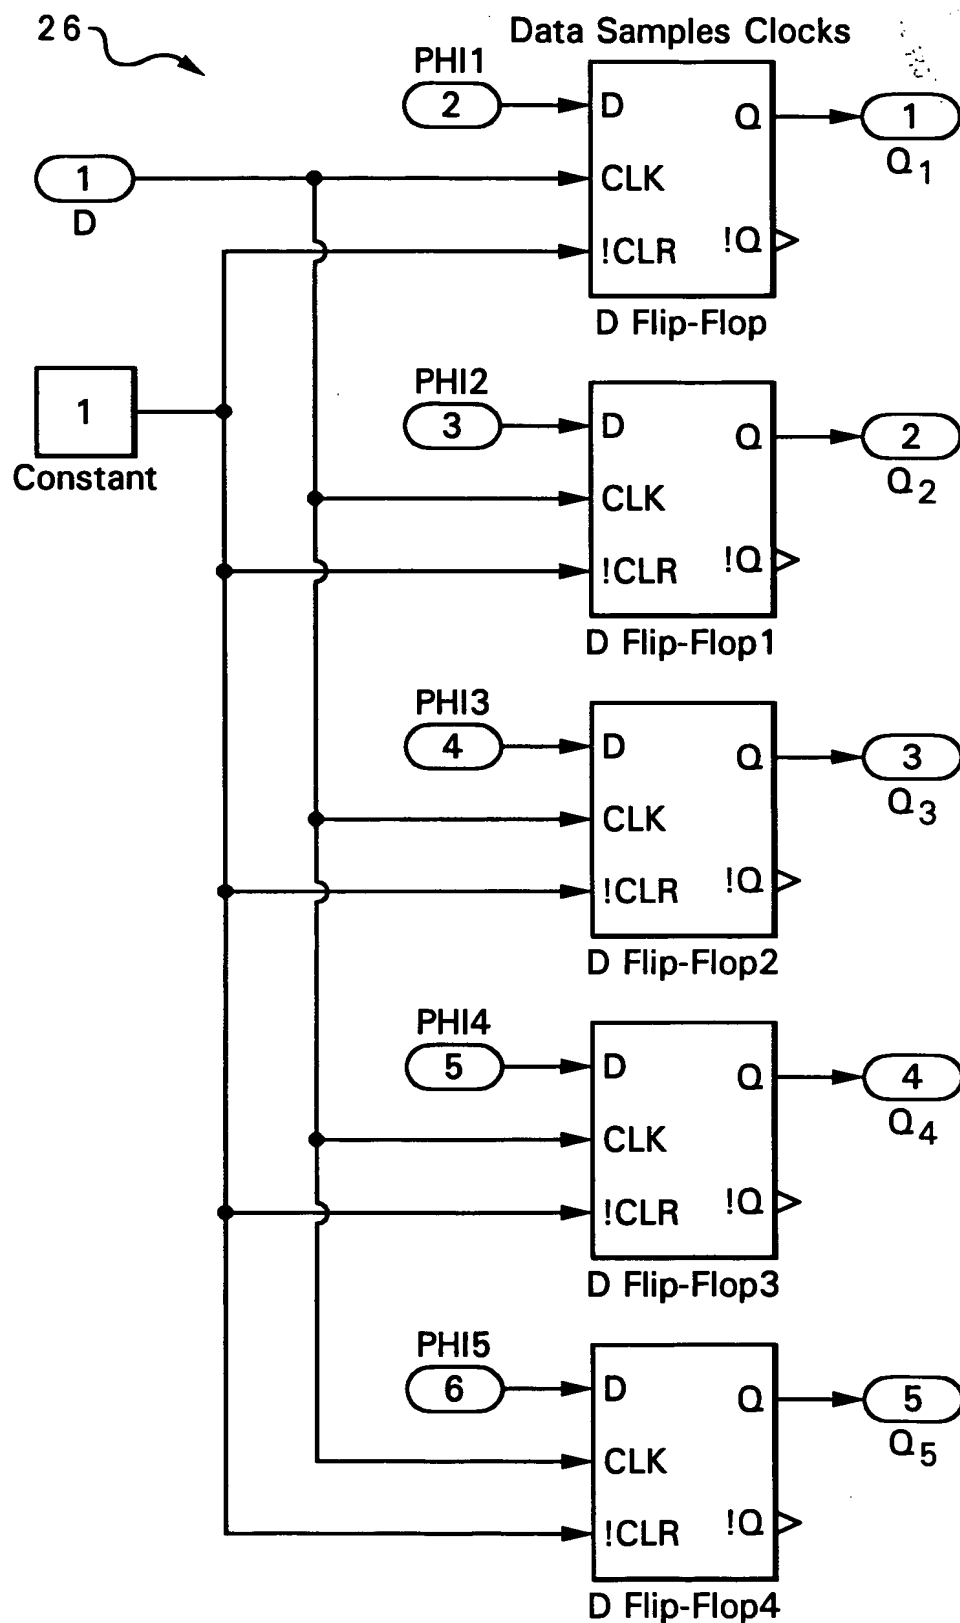 26
Data Samples Clocks
PHI1
2
D
Q
1
Q1
1
D
CLK
!CLR
!Q
D Flip-Flop
1
Constant
PHI2
3
D
Q
2
Q2
CLK
!CLR
!Q
D Flip-Flop1
PHI3
4
D
Q
3
Q3
CLK
!CLR
!Q
D Flip-Flop2
PHI4
5
D
Q
4
Q4
CLK
!CLR
!Q
D Flip-Flop3
PHI5
6
D
Q
5
Q5
CLK
!CLR
!Q
D Flip-Flop4